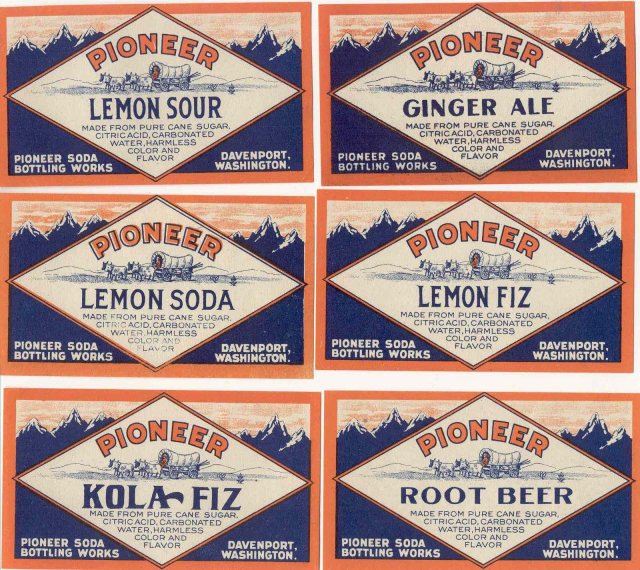 PIONEER
LEMON SOUR
MADE FROM PURE CANE SUGAR,
CITRIC ACID, CARBONATED
WATER, HARMLESS
COLOR AND
FLAVOR
PIONEER SODA
BOTTLING WORKS
DAVENPORT,
WASHINGTON.
PIONEER
GINGER ALE
MADE FROM PURE CANE SUGAR,
CITRIC ACID, CARBONATED
WATER, HARMLESS
COLOR AND
FLAVOR
PIONEER SODA
BOTTLING WORKS
DAVENPORT,
WASHINGTON.
PIONEER
LEMON SODA
MADE FROM PURE CANE SUGAR,
CITRIC ACID, CARBONATED
WATER, HARMLESS
COLOR AND
FLAVOR
PIONEER SODA
BOTTLING WORKS
DAVENPORT,
WASHINGTON.
PIONEER
LEMON FIZ
MADE FROM PURE CANE SUGAR,
CITRIC ACID, CARBONATED
WATER, HARMLESS
COLOR AND
FLAVOR
PIONEER SODA
BOTTLING WORKS
DAVENPORT,
WASHINGTON.
PIONEER
KOLA-FIZ
MADE FROM PURE CANE SUGAR,
CITRIC ACID, CARBONATED
WATER, HARMLESS
COLOR AND
FLAVOR
PIONEER SODA
BOTTLING WORKS
DAVENPORT,
WASHINGTON.
PIONEER
ROOT BEER
MADE FROM PURE CANE SUGAR,
CITRIC ACID, CARBONATED
WATER, HARMLESS
COLOR AND
FLAVOR
PIONEER SODA
BOTTLING WORKS
DAVENPORT,
WASHINGTON.